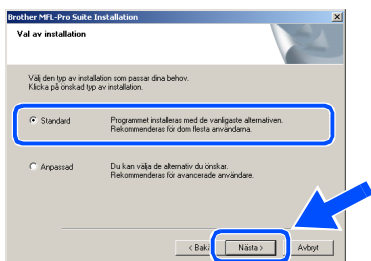 Brother MFL-Pro Suite Installation
Val av installation
Välj den typ av installation som passar dina behov.
Klicka på önskad typ av installation.
Standard
Programmet installeras med de vanligaste alternativen.
Rekommenderas för dom flesta användarna.
Anpassad
Du kan välja de alternativ du önskar.
Rekommenderas för avancerade användare.
< Bak
Nästa >
Avbryt